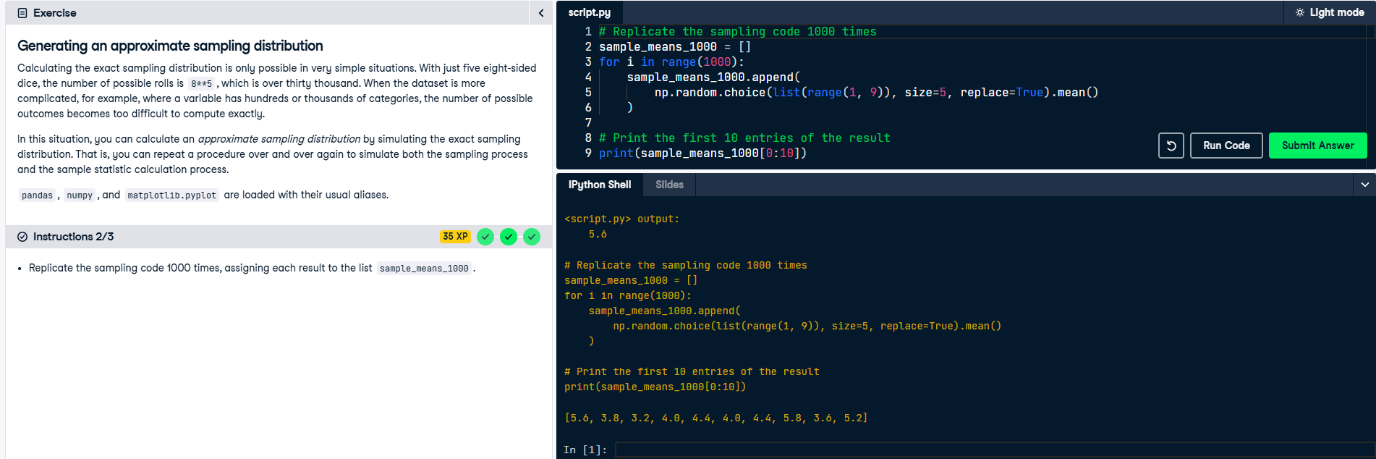 Exercise
Generating an approximate sampling distribution
Calculating the exact sampling distribution is only possible in very simple situations. With just five eight-sided
dice, the number of possible rolls is 8**5, which is over thirty thousand. When the dataset is more
complicated, for example, where a variable has hundreds or thousands of categories, the number of possible
outcomes becomes too difficult to compute exactly.
In this situation, you can calculate an approximate sampling distribution by simulating the exact sampling
distribution. That is, you can repeat a procedure over and over again to simulate both the sampling process
and the sample statistic calculation process.
pandas, numpy, and matplotlib.pyplot are loaded with their usual aliases.
Instructions 2/3
35 XP
• Replicate the sampling code 1000 times, assigning each result to the list sample_means_1000.
script.py
Light mode
1 # Replicate the sampling code 1000 times
2 sample_means_1000 = []
3 for i in range(1000):
4     sample_means_1000.append(
5         np.random.choice(list(range(1, 9)), size=5, replace=True).mean()
6     )
7
8 # Print the first 10 entries of the result
9 print(sample_means_1000[0:10])
Run Code
Submit Answer
IPython Shell
Slides
<script.py> output:
    5.6
# Replicate the sampling code 1000 times
sample_means_1000 = []
for i in range(1000):
    sample_means_1000.append(
        np.random.choice(list(range(1, 9)), size=5, replace=True).mean()
    )
# Print the first 10 entries of the result
print(sample_means_1000[0:10])
[5.6, 3.8, 3.2, 4.0, 4.4, 4.0, 4.4, 5.8, 3.6, 5.2]
In [1]: